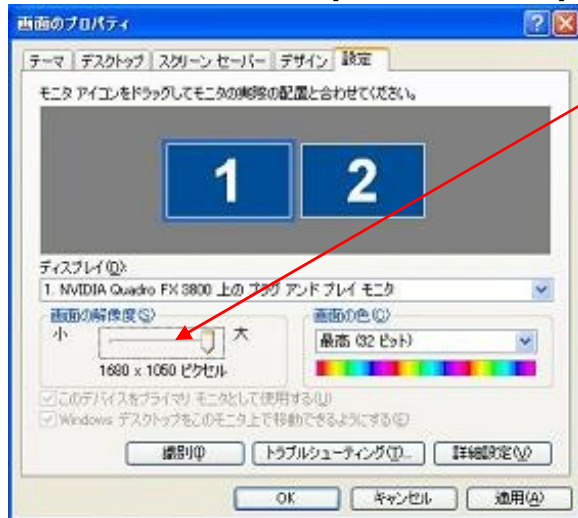 画面のプロパティ
テーマ デスクトップ スクリーン セーバー デザイン 設定
モニタ アイコンをドラッグしてモニタの実際の配置と合わせてください。
1 2
ディスプレイ(D):
1. NVIDIA Quadro FX 3800 上の プラグ アンド プレイ モニタ
画面の解像度(S) 画面の色(C)
小 大 最高 (32 ビット)
1680 x 1050 ピクセル
このデバイスをプライマリ モニタとして使用する(U)
Windows デスクトップをこのモニタ上で移動できるようにする(E)
識別(I) トラブルシューティング(T)... 詳細設定(V)
OK キャンセル 適用(A)